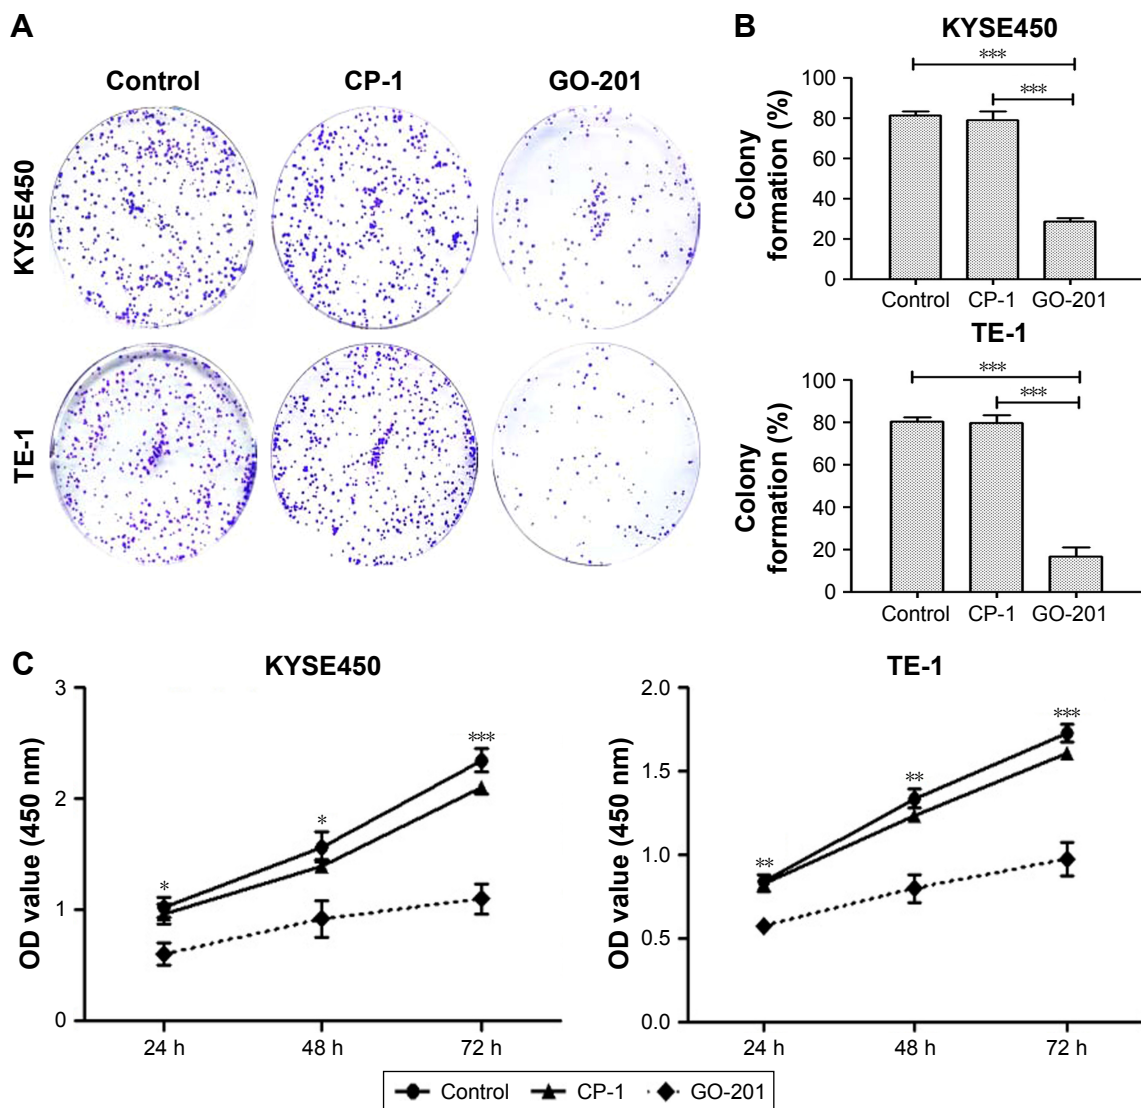 A
Control
CP-1
GO-201
KYSE450
TE-1
B
KYSE450
***
***
Colony
formation (%)
100
80
60
40
20
0
Control
CP-1
GO-201
TE-1
***
***
Colony
formation (%)
100
80
60
40
20
0
Control
CP-1
GO-201
C
KYSE450
OD value (450 nm)
3
2
1
0
*
*
***
24 h
48 h
72 h
TE-1
OD value (450 nm)
2.0
1.5
1.0
0.5
0.0
**
**
***
24 h
48 h
72 h
Control
CP-1
GO-201